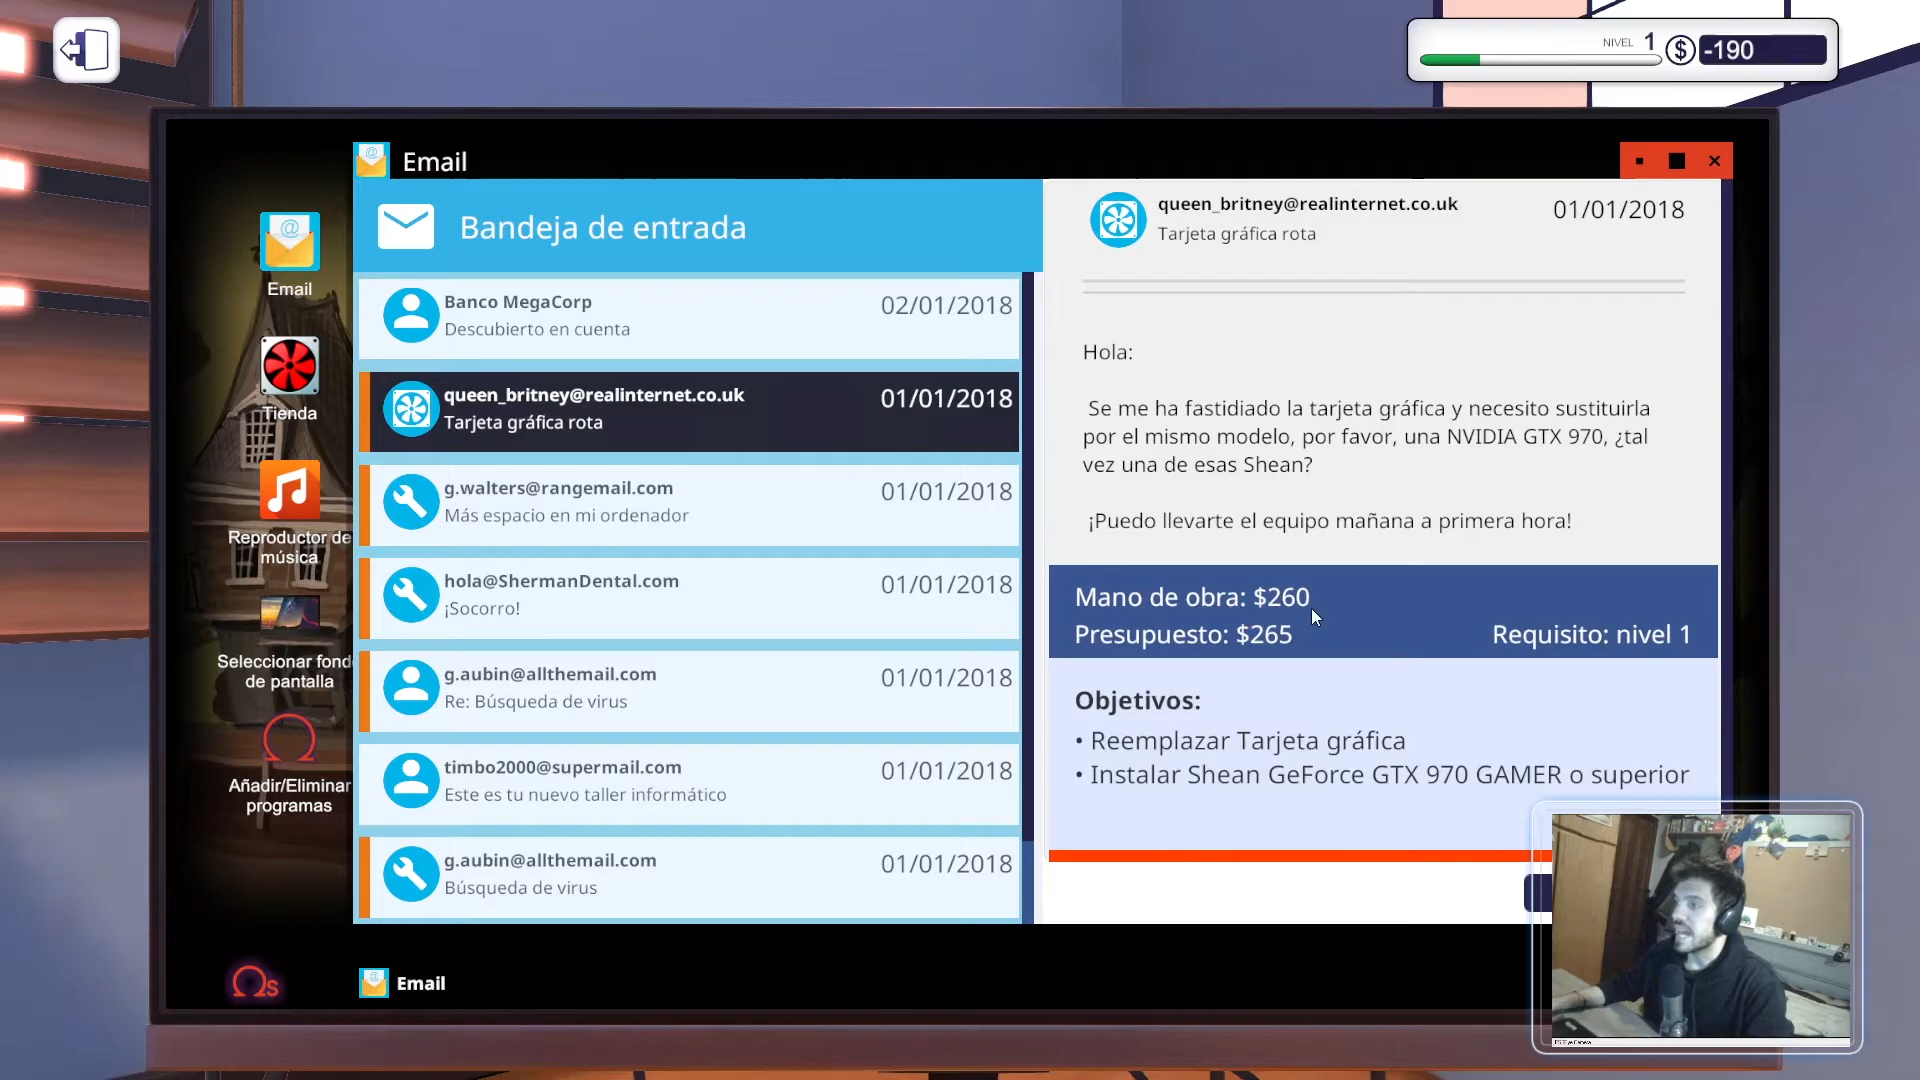 NIVEL 1
$ -190
Email
Email
Tienda
Reproductor de
música
Seleccionar fond
de pantalla
Añadir/Eliminar
programas
Bandeja de entrada
Banco MegaCorp
02/01/2018
Descubierto en cuenta
queen_britney@realinternet.co.uk
01/01/2018
Tarjeta gráfica rota
g.walters@rangemail.com
01/01/2018
Más espacio en mi ordenador
hola@ShermanDental.com
01/01/2018
¡Socorro!
g.aubin@allthemail.com
01/01/2018
Re: Búsqueda de virus
timbo2000@supermail.com
01/01/2018
Este es tu nuevo taller informático
g.aubin@allthemail.com
01/01/2018
Búsqueda de virus
queen_britney@realinternet.co.uk
01/01/2018
Tarjeta gráfica rota
Hola:
Se me ha fastidiado la tarjeta gráfica y necesito sustituirla
por el mismo modelo, por favor, una NVIDIA GTX 970, ¿tal
vez una de esas Shean?
¡Puedo llevarte el equipo mañana a primera hora!
Mano de obra: $260
Presupuesto: $265
Requisito: nivel 1
Objetivos:
• Reemplazar Tarjeta gráfica
• Instalar Shean GeForce GTX 970 GAMER o superior
Ωs
Email